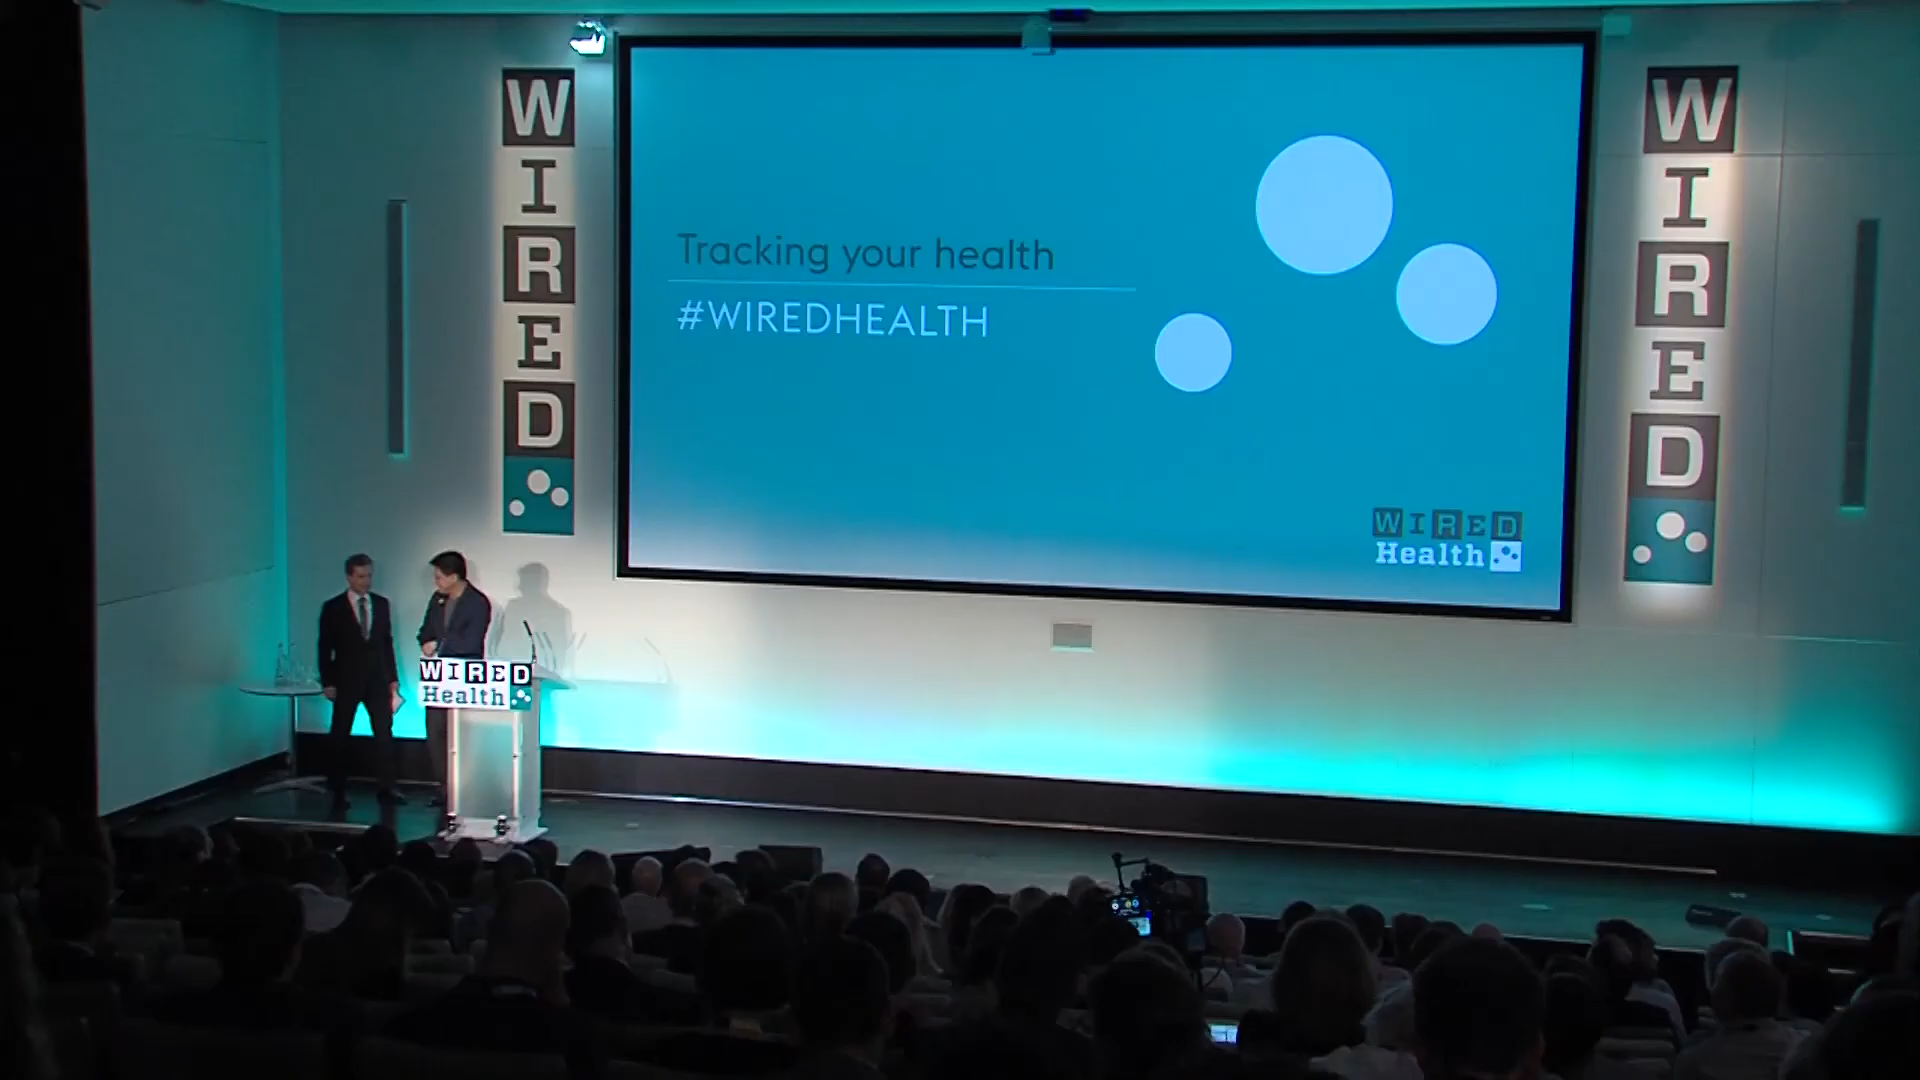 WIRED
Tracking your health
#WIREDHEALTH
WIRED
Health
WIRED
WIRED
Health